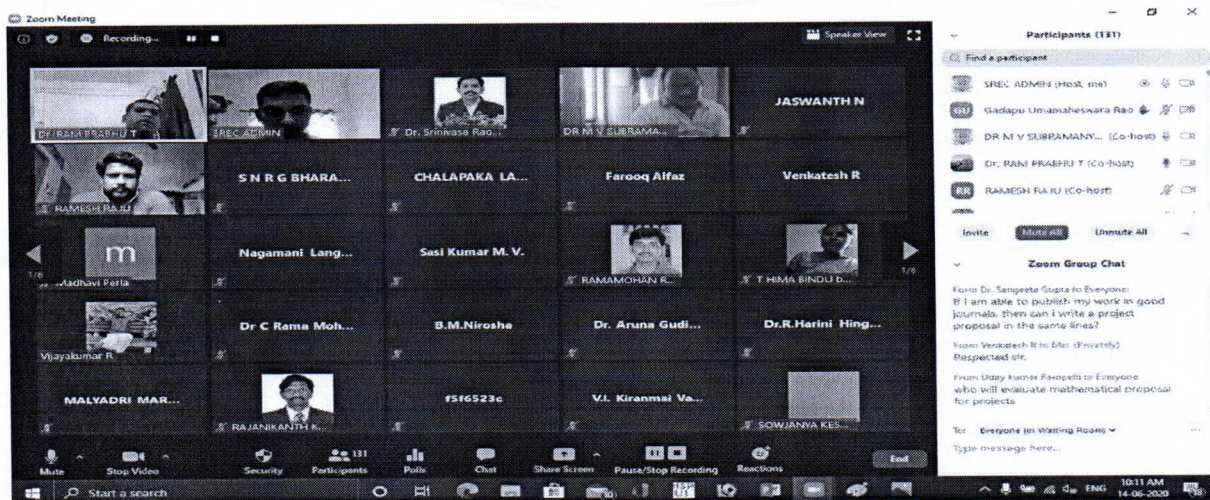 Zoom Meeting
Recording...
Speaker View
Participants (131)
Find a participant
SREC ADMIN (Host, me)
GU Gadapu Umamaheswara Rao
DR M V SUBRAMANY... (Co-host)
Dr. RAM PRABHU T (Co-host)
RR RAMESH RAJU (Co-host)
Invite Mute All Unmute All ...
Dr. RAM PRABHU T
SREC ADMIN
Dr. Srinivasa Rao...
DR M V SUBRAMA...
JASWANTH N
RAMESH RAJU
S N R G BHARA...
CHALAPAKA LA...
Farooq Alfaz
Venkatesh R
m
Madhavi Perla
Nagamani Lang...
Sasi Kumar M. V.
RAMAMOHAN R...
T HIMA BINDU b...
1/6
1/6
Vijayakumar R
Dr C Rama Moh...
B.M.Nirosha
Dr. Aruna Gudi...
Dr.R.Harini Hing...
MALYADRI MAR...
RAJANIKANTH K...
f5f6523c
V.I. Kiranmai Va...
SOWJANYA KES...
Zoom Group Chat
From Dr. Sangeeta Gupta to Everyone:
If I am able to publish my work in good
journals, then can i write a project
proposal in the same lines?
From Venkatesh R to Me: (Privately)
Respected sir,
From Uday kumar Rampelli to Everyone
who will evaluate mathematical proposal
for projects
To: Everyone (in Waiting Room)
Type message here...
Mute
Stop Video
Security
131
Participants
Polls
Chat
Share Screen
Pause/Stop Recording
Reactions
End
Start a search
ENG
10:11 AM
14-06-2020